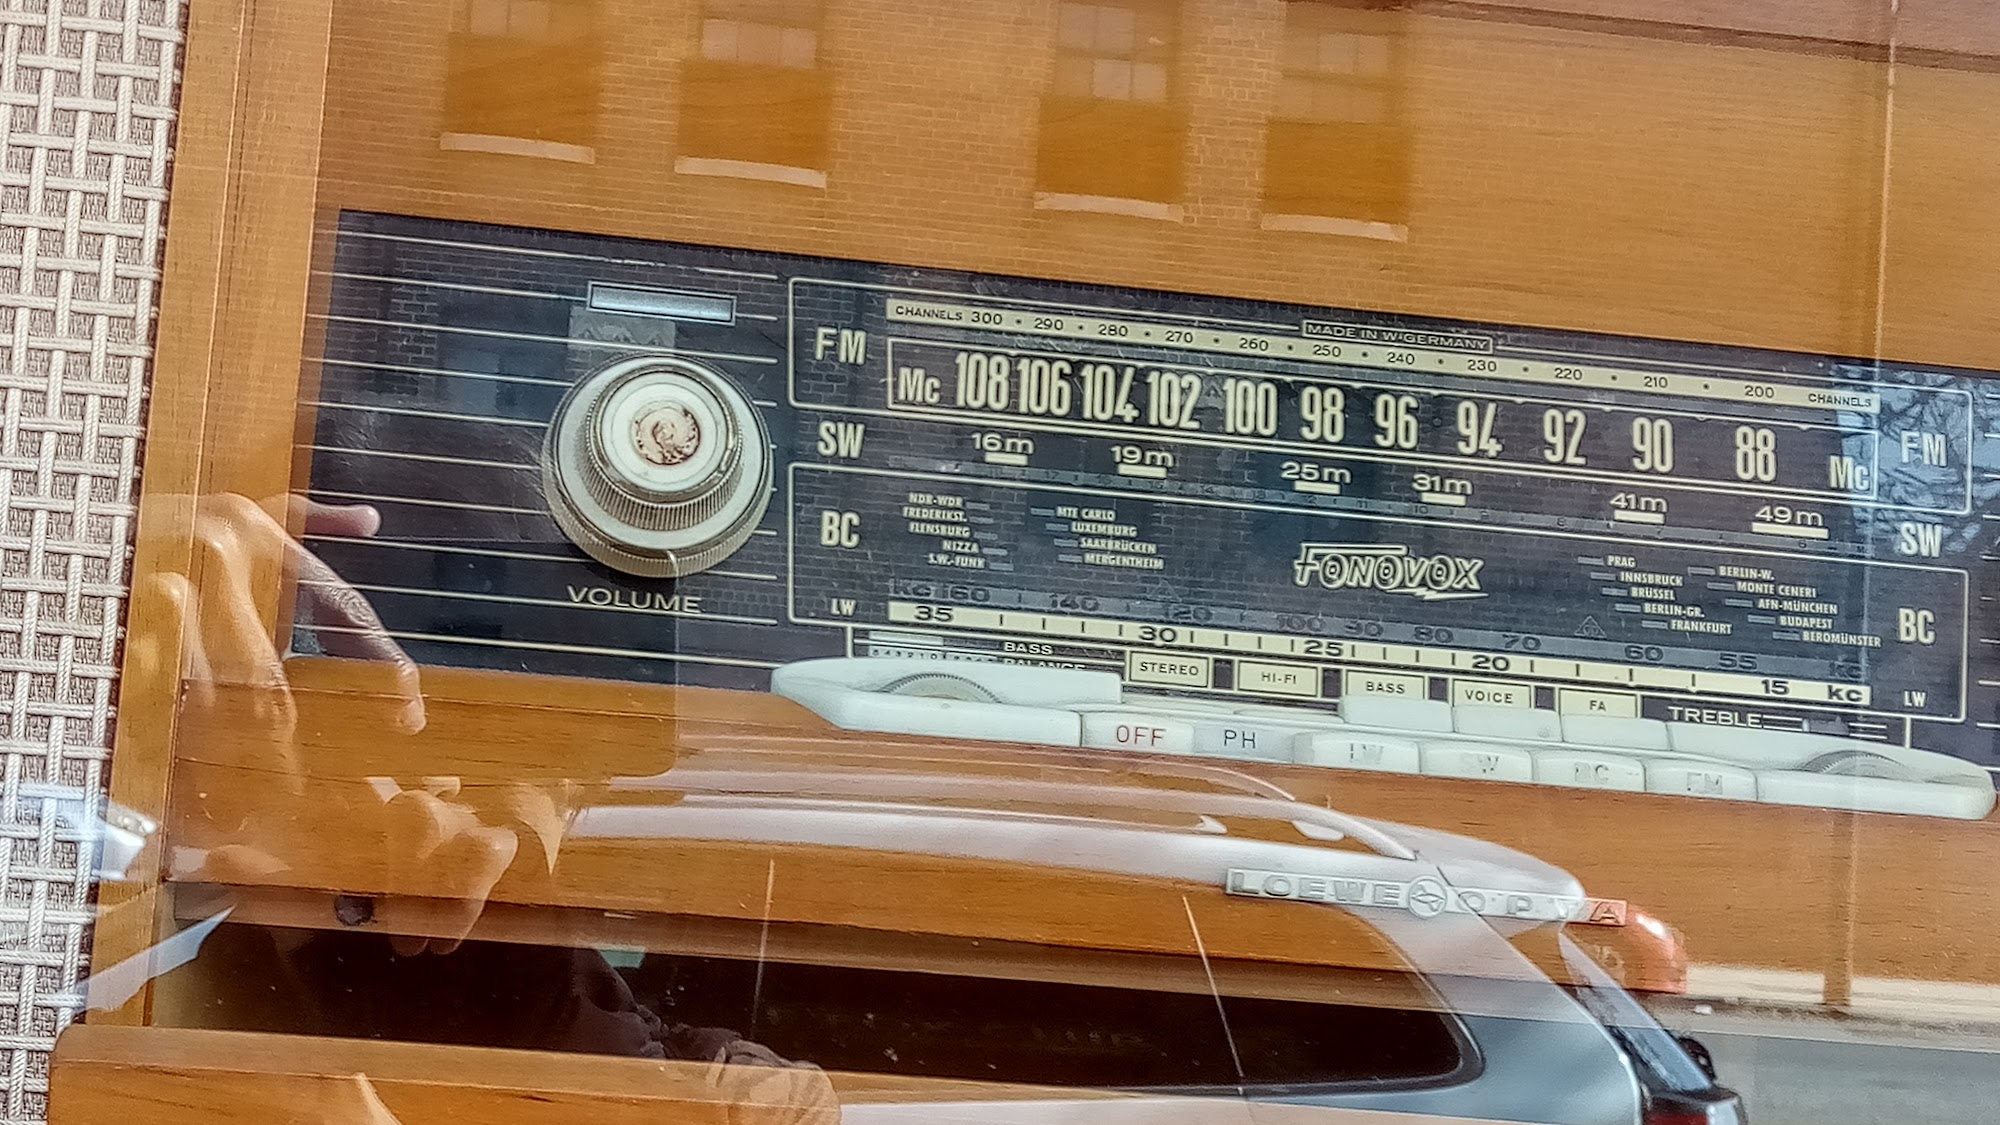 MADE IN W·GERMANY
CHANNELS 300 • 290 • 280 • 270 • 260 • 250 • 240 • 230 • 220 • 210 • 200 CHANNELS
FM Mc 108 106 104 102 100 98 96 94 92 90 88 Mc FM
SW 16m 19m 25m 31m 41m 49m SW
BC BC
NDR-WDR
FREDERIKST.
FLENSBURG
NIZZA
S.W.-FUNK
MTE CARLO
LUXEMBURG
SAARBRÜCKEN
MERGENTHEIM
FONOVOX
PRAG
INNSBRUCK
BRÜSSEL
BERLIN-GR.
FRANKFURT
BERLIN-W.
MONTE CENERI
AFN-MÜNCHEN
BUDAPEST
BEROMÜNSTER
KC 160 140 120 100 90 80 70 60 55 KC
LW 35 30 25 20 15 KC LW
VOLUME
BASS
BALANCE
STEREO HI-FI BASS VOICE FA TREBLE
OFF PH LW SW BC FM
LOEWE OPTA